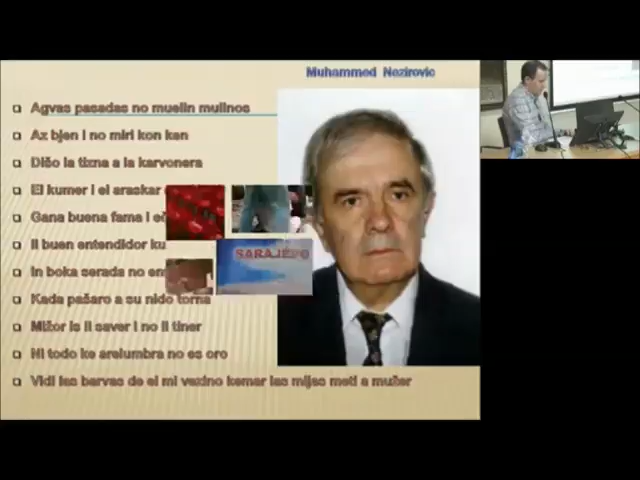 Muhammed Nezirovic
Agvas pasadas no muelin mulinos
Az bjen i no miri kon ken
Dišo la tizna a la karvonera
El kumer i el araskar
Gana buena fama i
Il buen entendidor
In boka serada no
SARAJEVO
Kada pašaro a su nido torna
Mižor is il saver i no il tiner
Ni todo ke arelumbra no es oro
Vidi las barvas de el mi vezino kemar las mijas meti a mužar